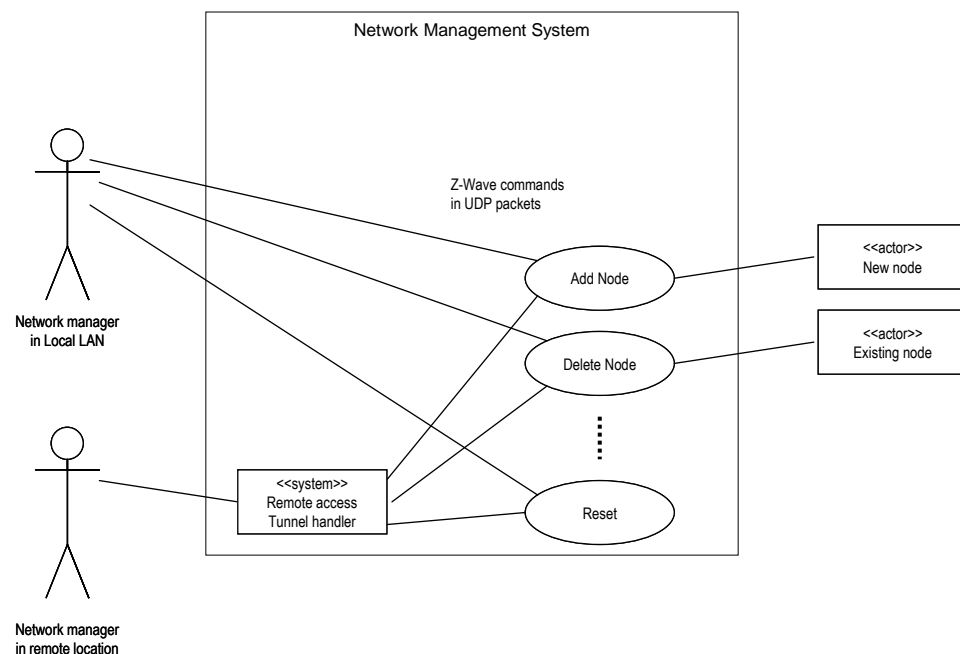 Network Management System
Z-Wave commands
in UDP packets
<<actor>>
New node
Add Node
Network manager
in Local LAN
<<actor>>
Existing node
Delete Node
<<system>>
Remote access
Tunnel handler
Reset
Network manager
in remote location